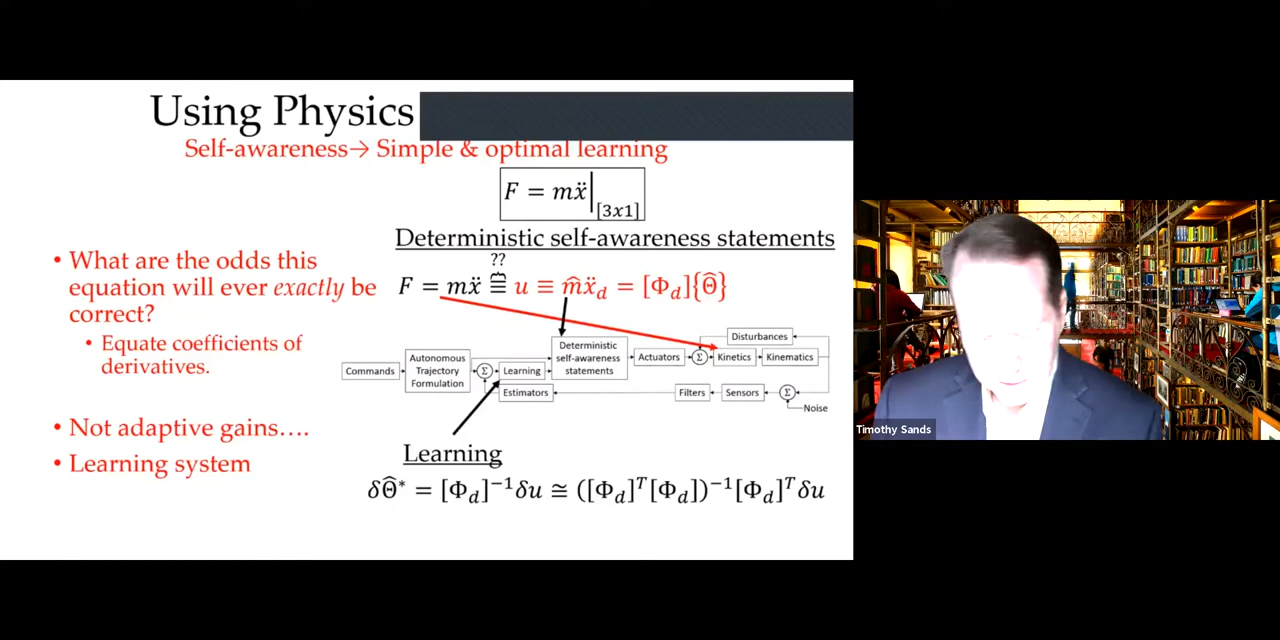 Using Physics
Self-awareness→ Simple & optimal learning
F = mẍ|[3x1]
Deterministic self-awareness statements
??
F = mẍ ≅ u ≡ m̂ẍd = [Φd]{Θ̂}
• What are the odds this
equation will ever exactly be
correct?
• Equate coefficients of
derivatives.
• Not adaptive gains….
• Learning system
Commands
Autonomous
Trajectory
Formulation
Σ
Learning
Estimators
Deterministic
self-awareness
statements
Actuators
Σ
Disturbances
Kinetics
Kinematics
Filters
Sensors
Σ
Noise
Learning
δΘ̂* = [Φd]⁻¹δu ≅ ([Φd]ᵀ[Φd])⁻¹[Φd]ᵀδu
Timothy Sands